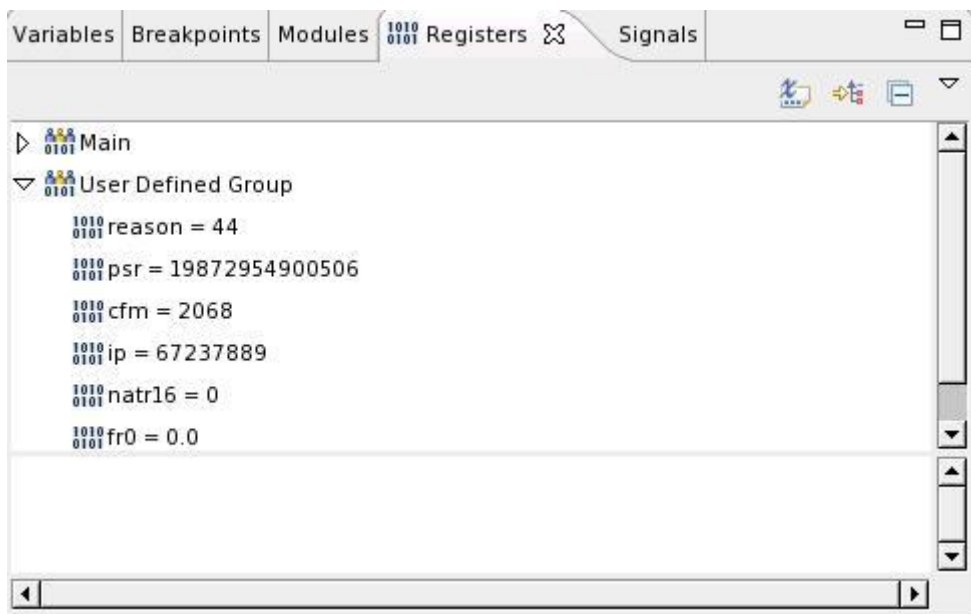 Variables Breakpoints Modules Registers Signals
Main
User Defined Group
reason = 44
psr = 19872954900506
cfm = 2068
ip = 67237889
natr16 = 0
fr0 = 0.0